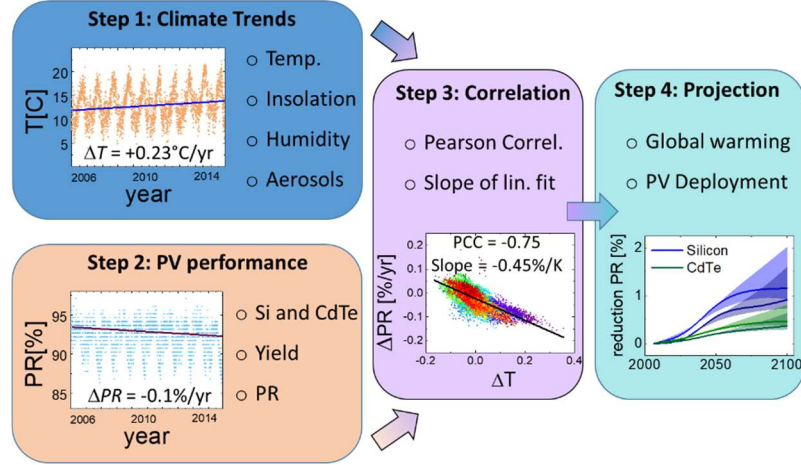 Step 1: Climate Trends
T[C]
20
15
10
5
ΔT = +0.23°C/yr
2006
2010
2014
year
○ Temp.
○ Insolation
○ Humidity
○ Aerosols
Step 2: PV performance
PR[%]
95
90
85
ΔPR = -0.1%/yr
2006
2010
2014
year
○ Si and CdTe
○ Yield
○ PR
Step 3: Correlation
○ Pearson Correl.
○ Slope of lin. fit
ΔPR [%/yr]
0.2
0.1
0.0
-0.1
-0.2
PCC = -0.75
Slope = -0.45%/K
-0.2
0.0
0.2
0.4
ΔT
Step 4: Projection
○ Global warming
○ PV Deployment
reduction PR [%]
2
1
0
Silicon
CdTe
2000
2050
2100